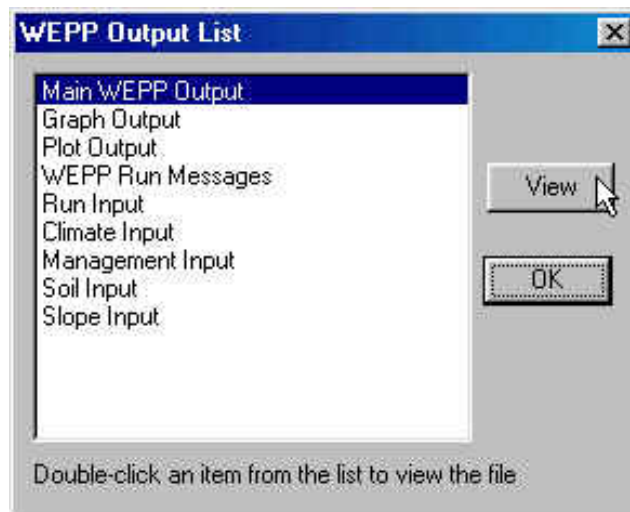 WEPP Output List
Main WEPP Output
Graph Output
Plot Output
WEPP Run Messages
Run Input
Climate Input
Management Input
Soil Input
Slope Input
View
OK
Double-click an item from the list to view the file